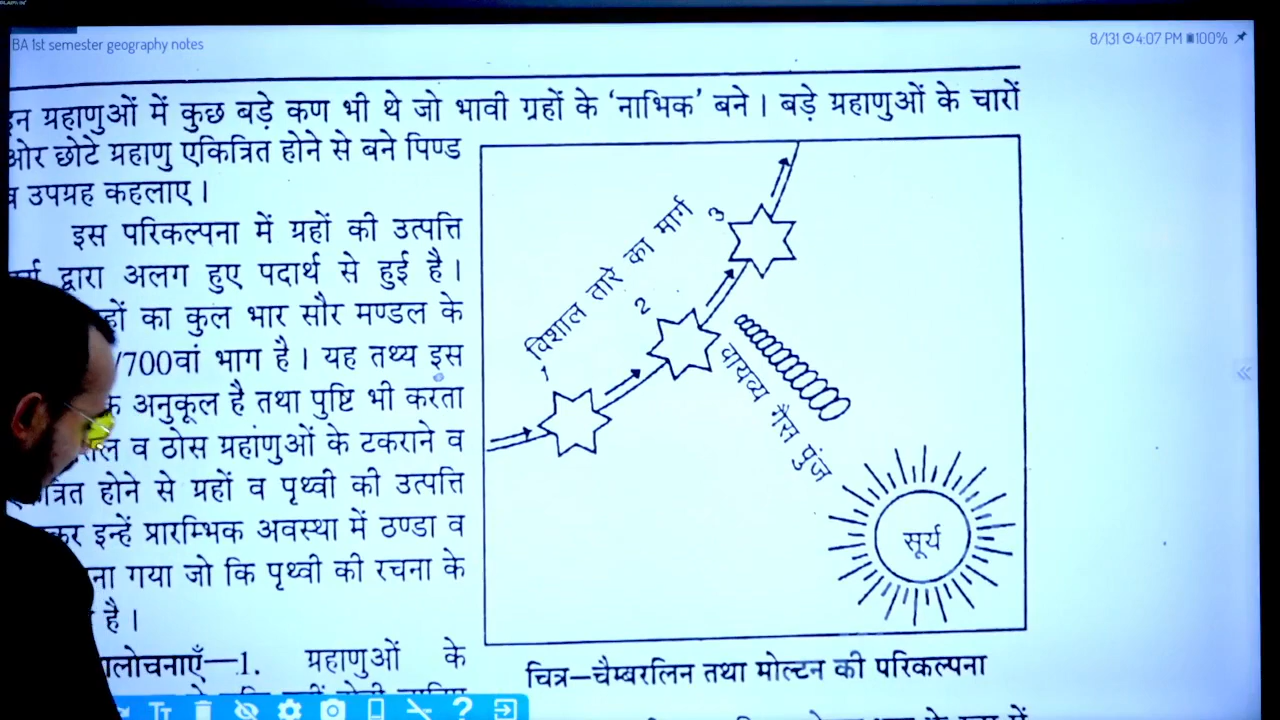 BA 1st semester geography notes
8/131 4:07 PM 100%
इन ग्रहाणुओं में कुछ बड़े कण भी थे जो भावी ग्रहों के ‘नाभिक’ बने। बड़े ग्रहाणुओं के चारों
ओर छोटे ग्रहाणु एकित्रित होने से बने पिण्ड
व उपग्रह कहलाए।
इस परिकल्पना में ग्रहों की उत्पत्ति
द्वारा अलग हुए पदार्थ से हुई है।
का कुल भार सौर मण्डल के
/700वां भाग है। यह तथ्य इस
अनुकूल है तथा पुष्टि भी करता
व ठोस ग्रहांणुओं के टकराने व
होने से ग्रहों व पृथ्वी की उत्पत्ति
इन्हें प्रारम्भिक अवस्था में ठण्डा व
गया जो कि पृथ्वी की रचना के
है।
1. ग्रहाणुओं के
विशाल तारे का मार्ग
1
2
3
वायव्य गैस पुंज
सूर्य
चित्र—चैम्बरलिन तथा मोल्टन की परिकल्पना